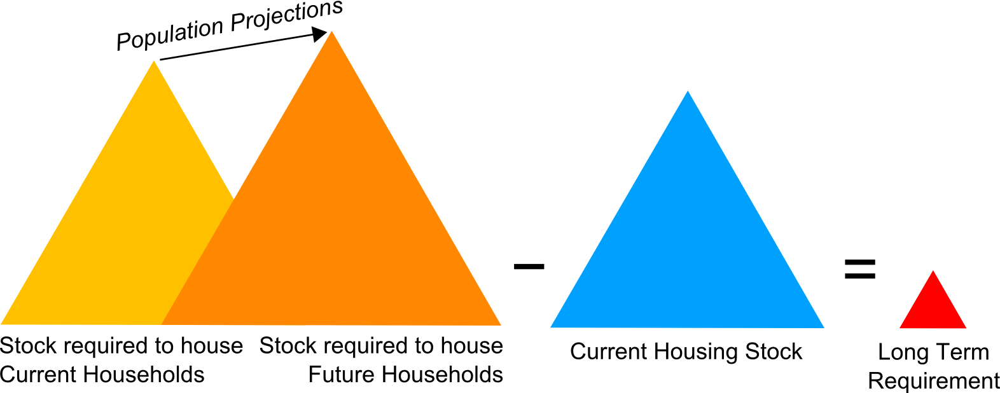 Population Projections
Stock required to house
Current Households
Stock required to house
Future Households
–
Current Housing Stock
=
Long Term
Requirement